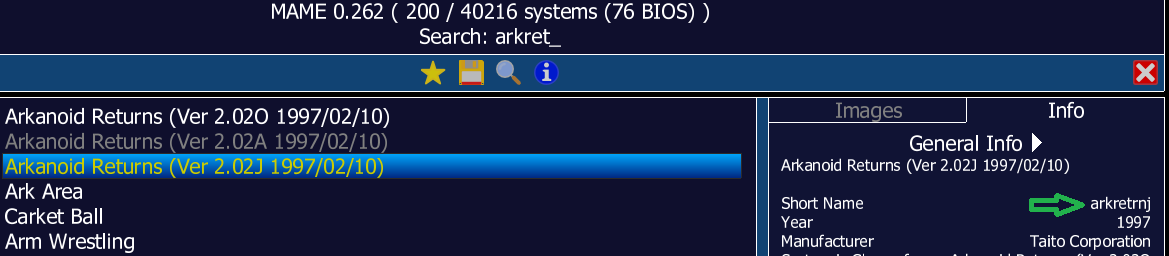 MAME 0.262 ( 200 / 40216 systems (76 BIOS) )
Search: arkret_
Arkanoid Returns (Ver 2.02O 1997/02/10)
Arkanoid Returns (Ver 2.02A 1997/02/10)
Arkanoid Returns (Ver 2.02J 1997/02/10)
Ark Area
Carket Ball
Arm Wrestling
Images Info
General Info
Arkanoid Returns (Ver 2.02J 1997/02/10)
Short Name arkretrnj
Year 1997
Manufacturer Taito Corporation